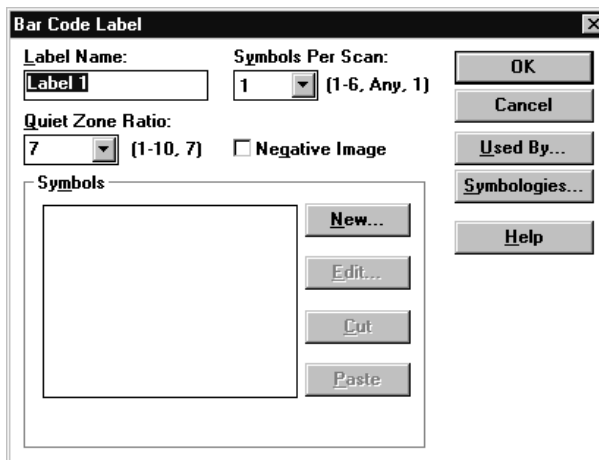 Bar Code Label
Label Name:
Label 1
Symbols Per Scan:
1 (1-6, Any, 1)
Quiet Zone Ratio:
7 (1-10, 7)
Negative Image
Symbols
New...
Edit...
Cut
Paste
OK
Cancel
Used By...
Symbologies...
Help